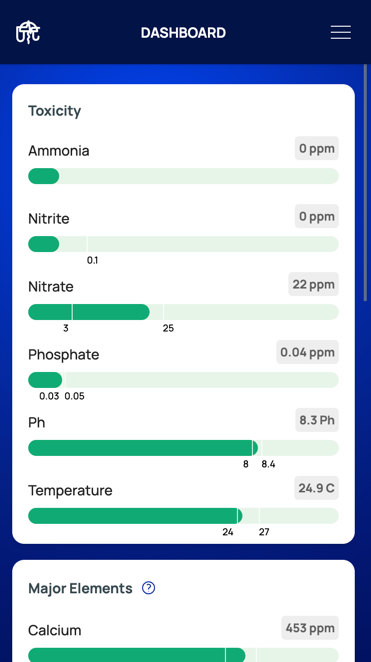 DASHBOARD
Toxicity
Ammonia
0 ppm
Nitrite
0 ppm
0.1
Nitrate
22 ppm
3
25
Phosphate
0.04 ppm
0.03 0.05
Ph
8.3 Ph
8 8.4
Temperature
24.9 C
24
27
Major Elements ?
Calcium
453 ppm